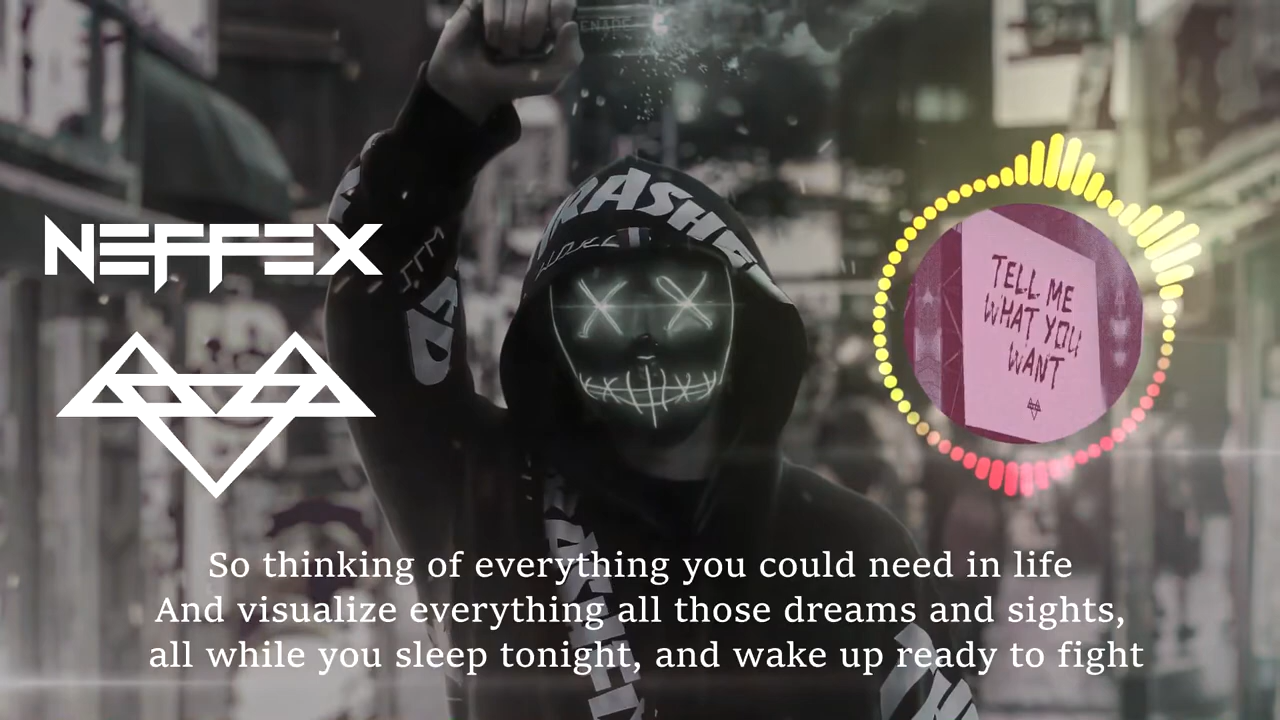 NEFFEX
TELL ME
WHAT YOU
WANT
So thinking of everything you could need in life
And visualize everything all those dreams and sights,
all while you sleep tonight, and wake up ready to fight